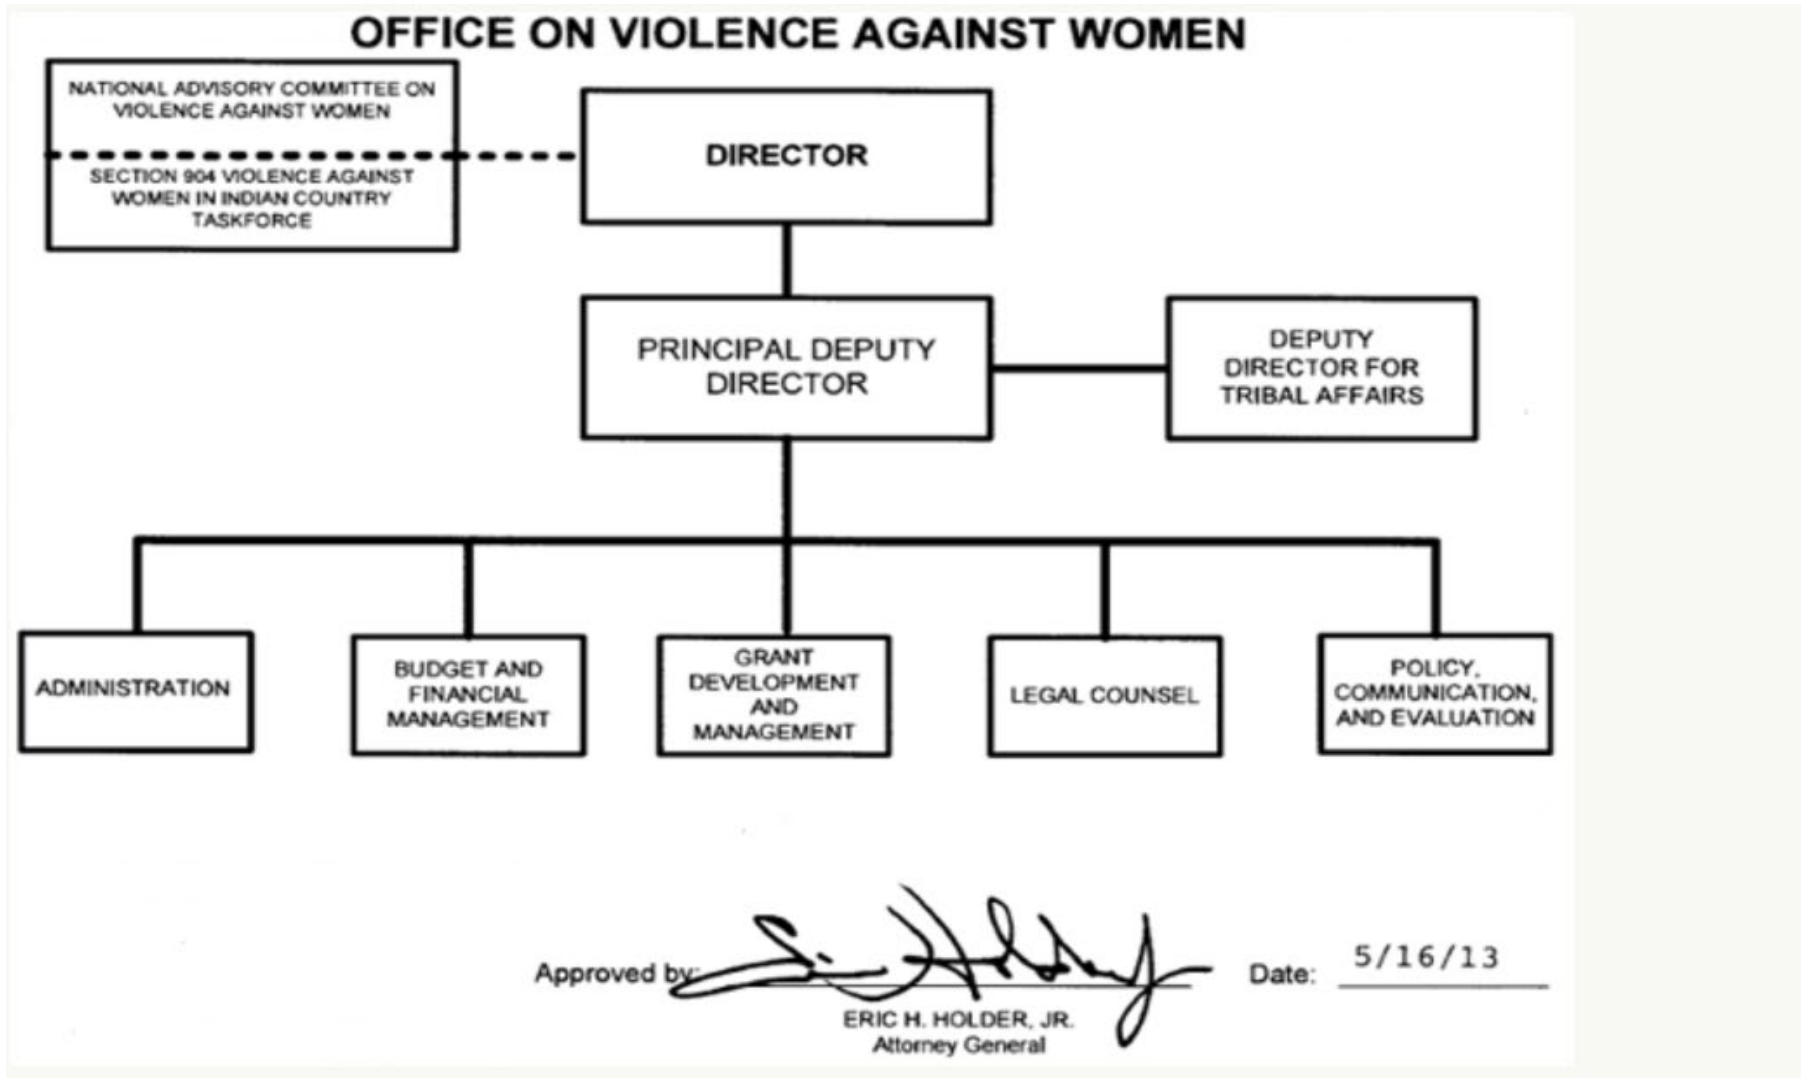 OFFICE ON VIOLENCE AGAINST WOMEN
NATIONAL ADVISORY COMMITTEE ON
VIOLENCE AGAINST WOMEN
SECTION 904 VIOLENCE AGAINST
WOMEN IN INDIAN COUNTRY
TASKFORCE
DIRECTOR
PRINCIPAL DEPUTY
DIRECTOR
DEPUTY
DIRECTOR FOR
TRIBAL AFFAIRS
ADMINISTRATION
BUDGET AND
FINANCIAL
MANAGEMENT
GRANT
DEVELOPMENT
AND
MANAGEMENT
LEGAL COUNSEL
POLICY,
COMMUNICATION,
AND EVALUATION
Approved by:
Date: 5/16/13
ERIC H. HOLDER, JR.
Attorney General